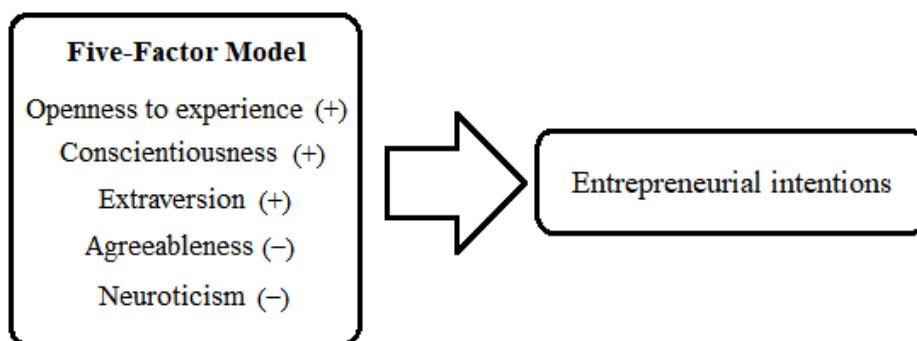 Five-Factor Model
Openness to experience (+)
Conscientiousness (+)
Extraversion (+)
Agreeableness (−)
Neuroticism (−)
Entrepreneurial intentions